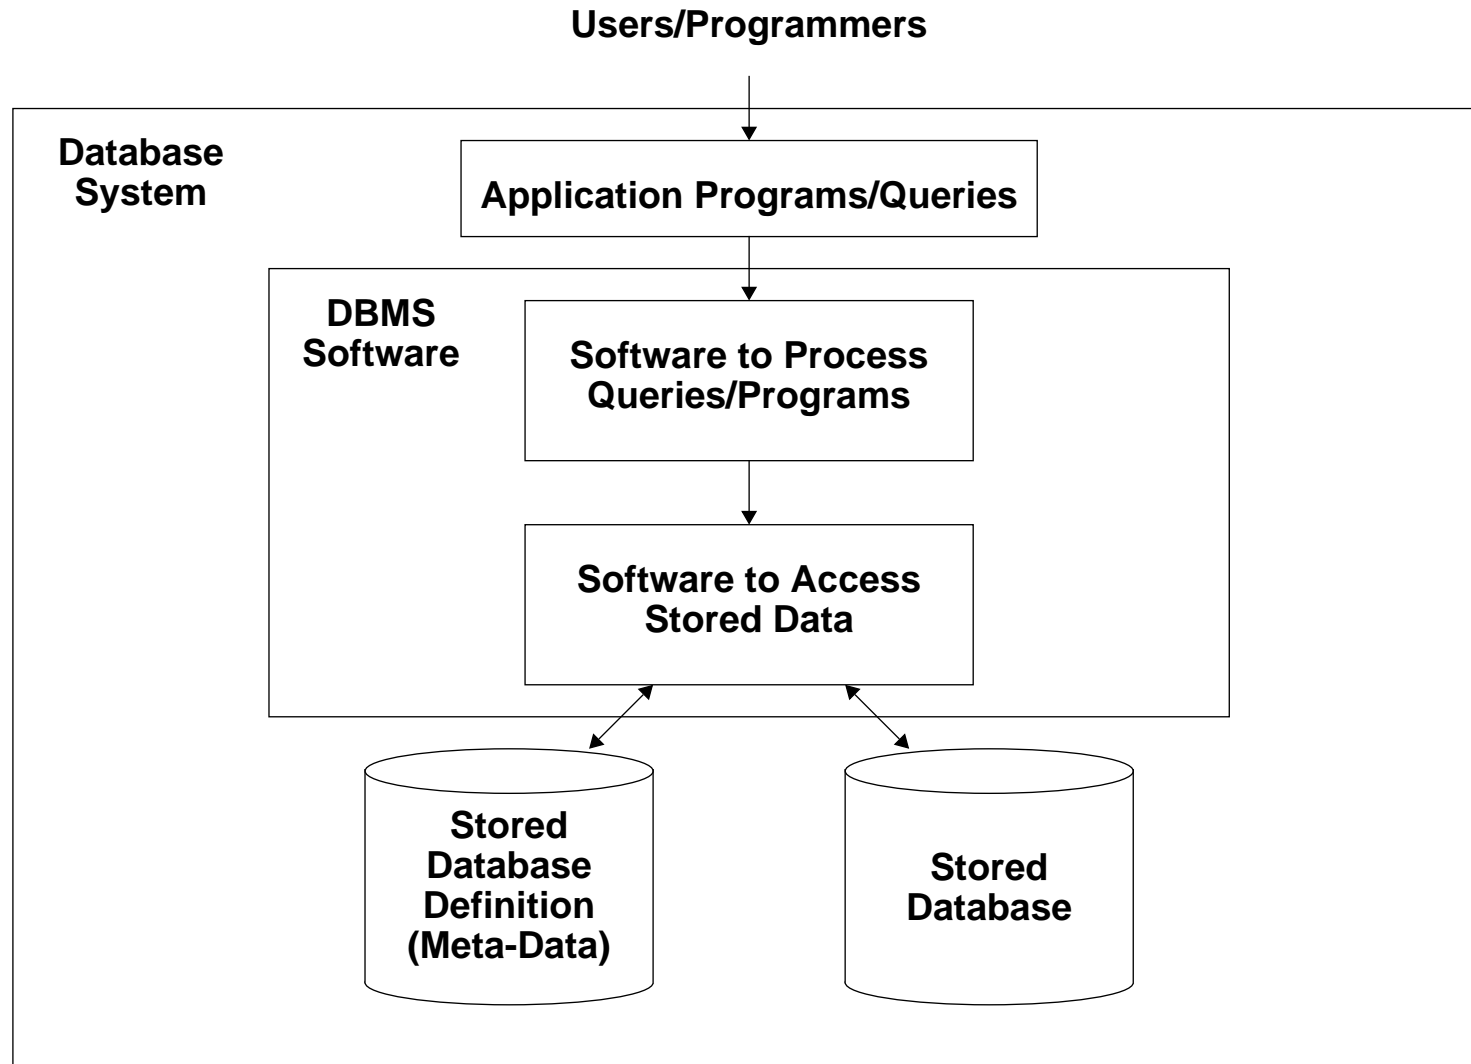 Users/Programmers
Database
System
Application Programs/Queries
DBMS
Software
Software to Process
Queries/Programs
Software to Access
Stored Data
Stored
Database
Definition
(Meta-Data)
Stored
Database